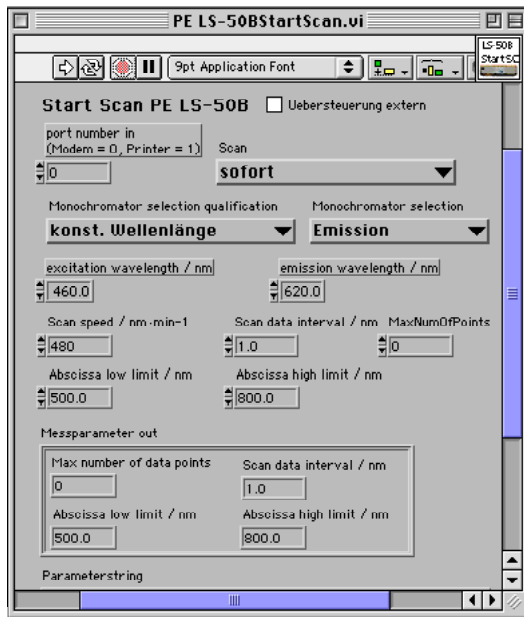 PE LS-50BStartScan.vi
LS-50B
StartSC
9pt Application Font
Start Scan PE LS-50B
Uebersteuerung extern
port number in
(Modem = 0, Printer = 1)
Scan
0
sofort
Monochromator selection qualification
Monochromator selection
konst. Wellenlänge
Emission
excitation wavelength / nm
emission wavelength / nm
460.0
620.0
Scan speed / nm·min-1
Scan data interval / nm
MaxNumOfPoints
480
1.0
0
Abscissa low limit / nm
Abscissa high limit / nm
500.0
800.0
Messparameter out
Max number of data points
Scan data interval / nm
0
1.0
Abscissa low limit / nm
Abscissa high limit / nm
500.0
800.0
Parameterstring